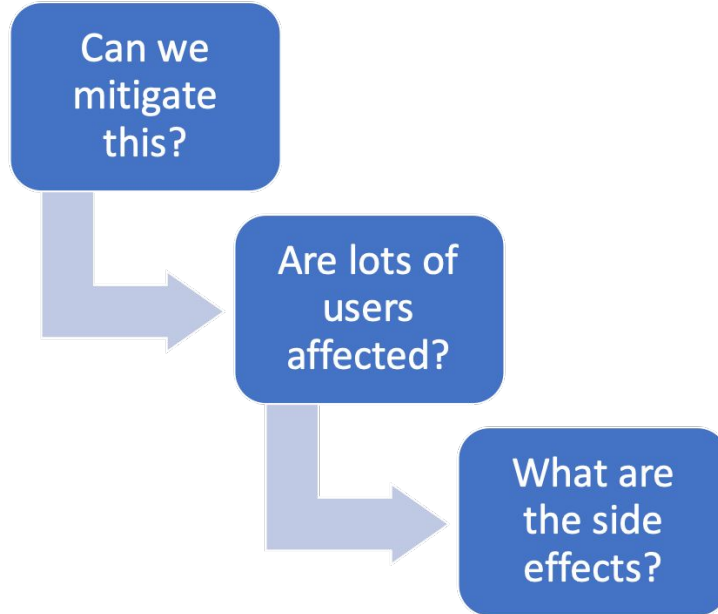 Can we
mitigate
this?
Are lots of
users
affected?
What are
the side
effects?